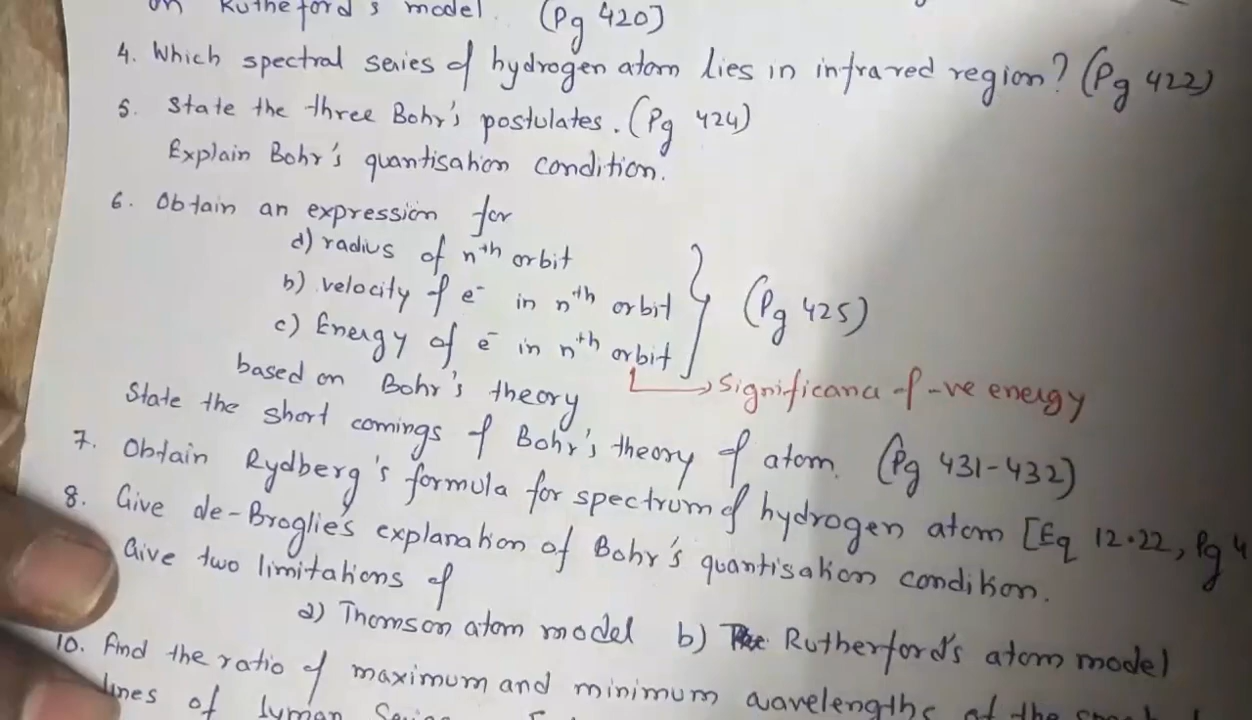 on Rutheford's model. (Pg 420)
4. Which spectral series of hydrogen atom lies in infrared region? (Pg 422)
5. State the three Bohr's postulates. (Pg 424)
Explain Bohr's quantisation condition.
6. Obtain an expression for
a) radius of nth orbit
b) velocity of e- in nth orbit
c) Energy of e- in nth orbit
(Pg 425)
based on Bohr's theory
Significance of -ve energy
State the short comings of Bohr's theory of atom. (Pg 431-432)
7. Obtain Rydberg's formula for spectrum of hydrogen atom [Eq 12.22, Pg 4
8. Give de-Broglie's explanation of Bohr's quantisation condition.
Give two limitations of
a) Thomson atom model b) Rutherford's atom model
10. Find the ratio of maximum and minimum wavelengths of the
lines of lyman